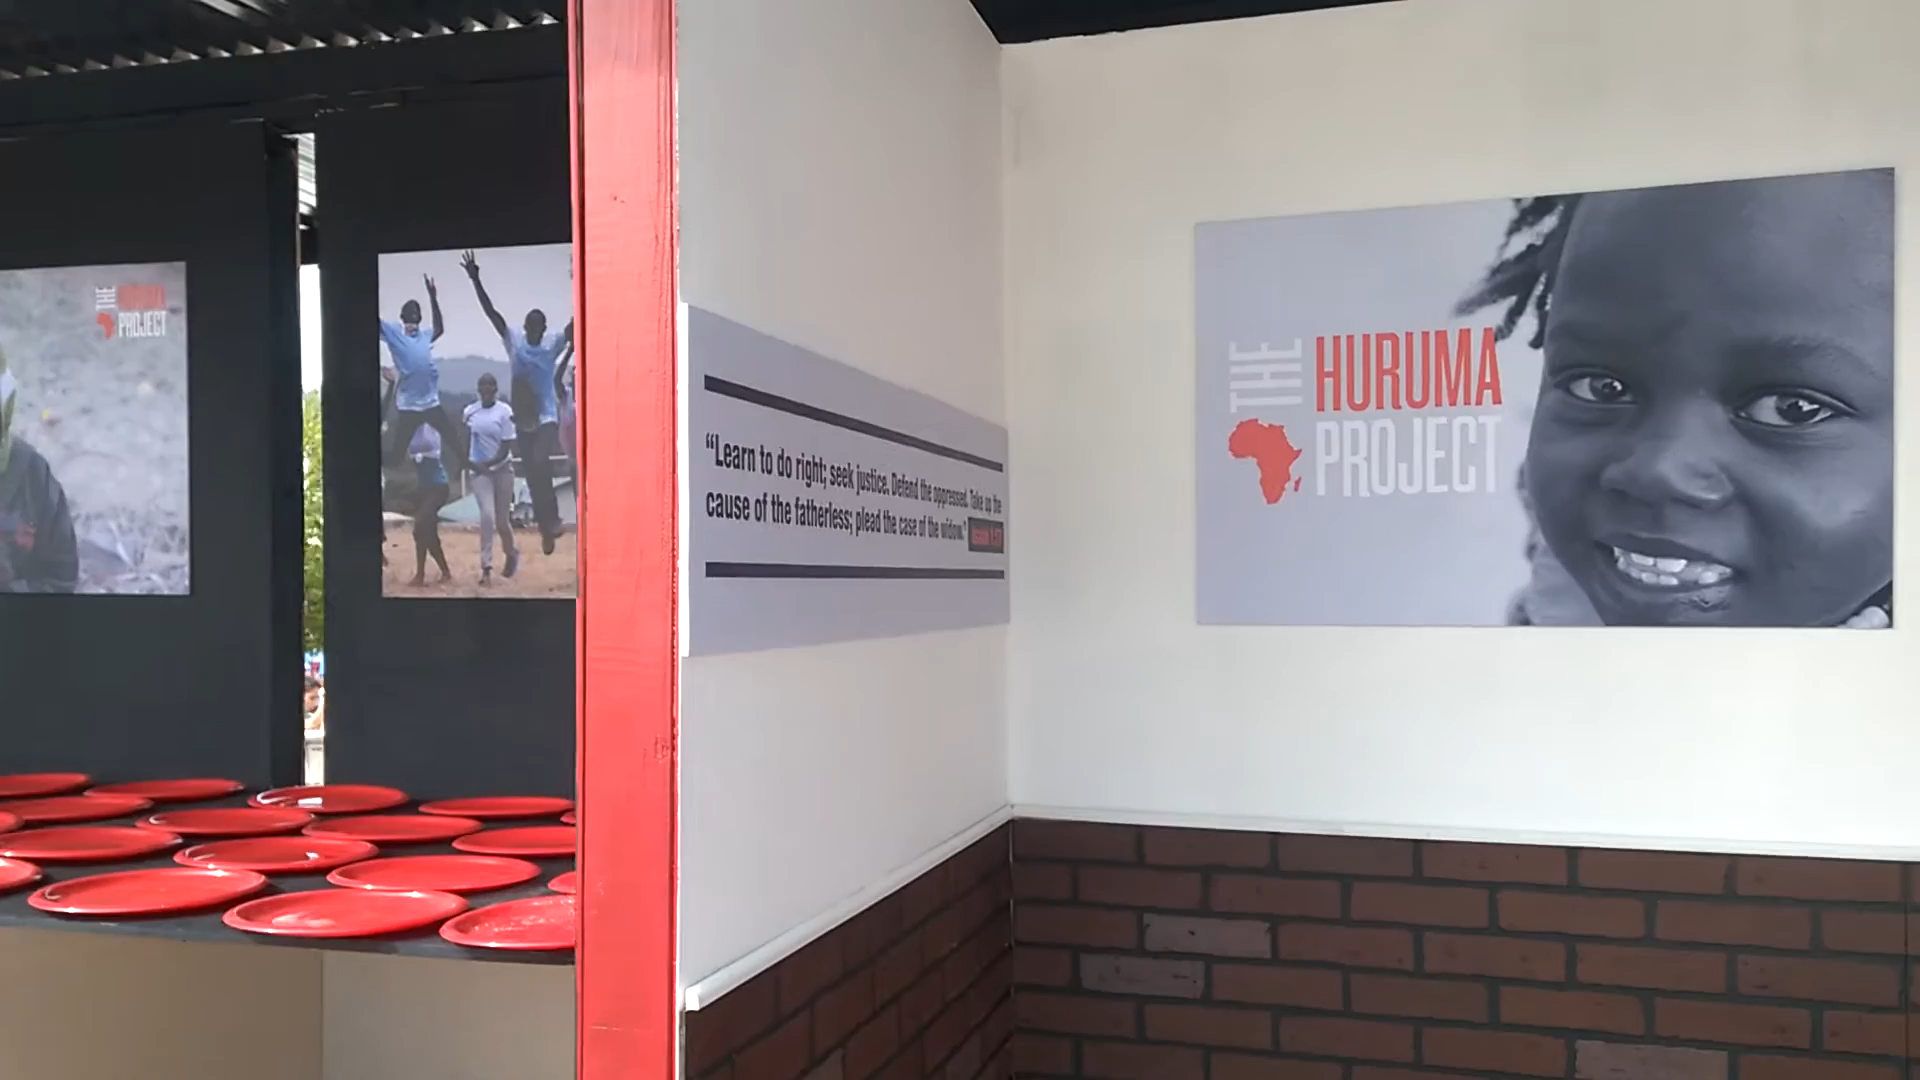 THE
HURUMA
PROJECT
“Learn to do right; seek justice. Defend the oppressed. Take up the
cause of the fatherless; plead the case of the widow.”
THE
HURUMA
PROJECT